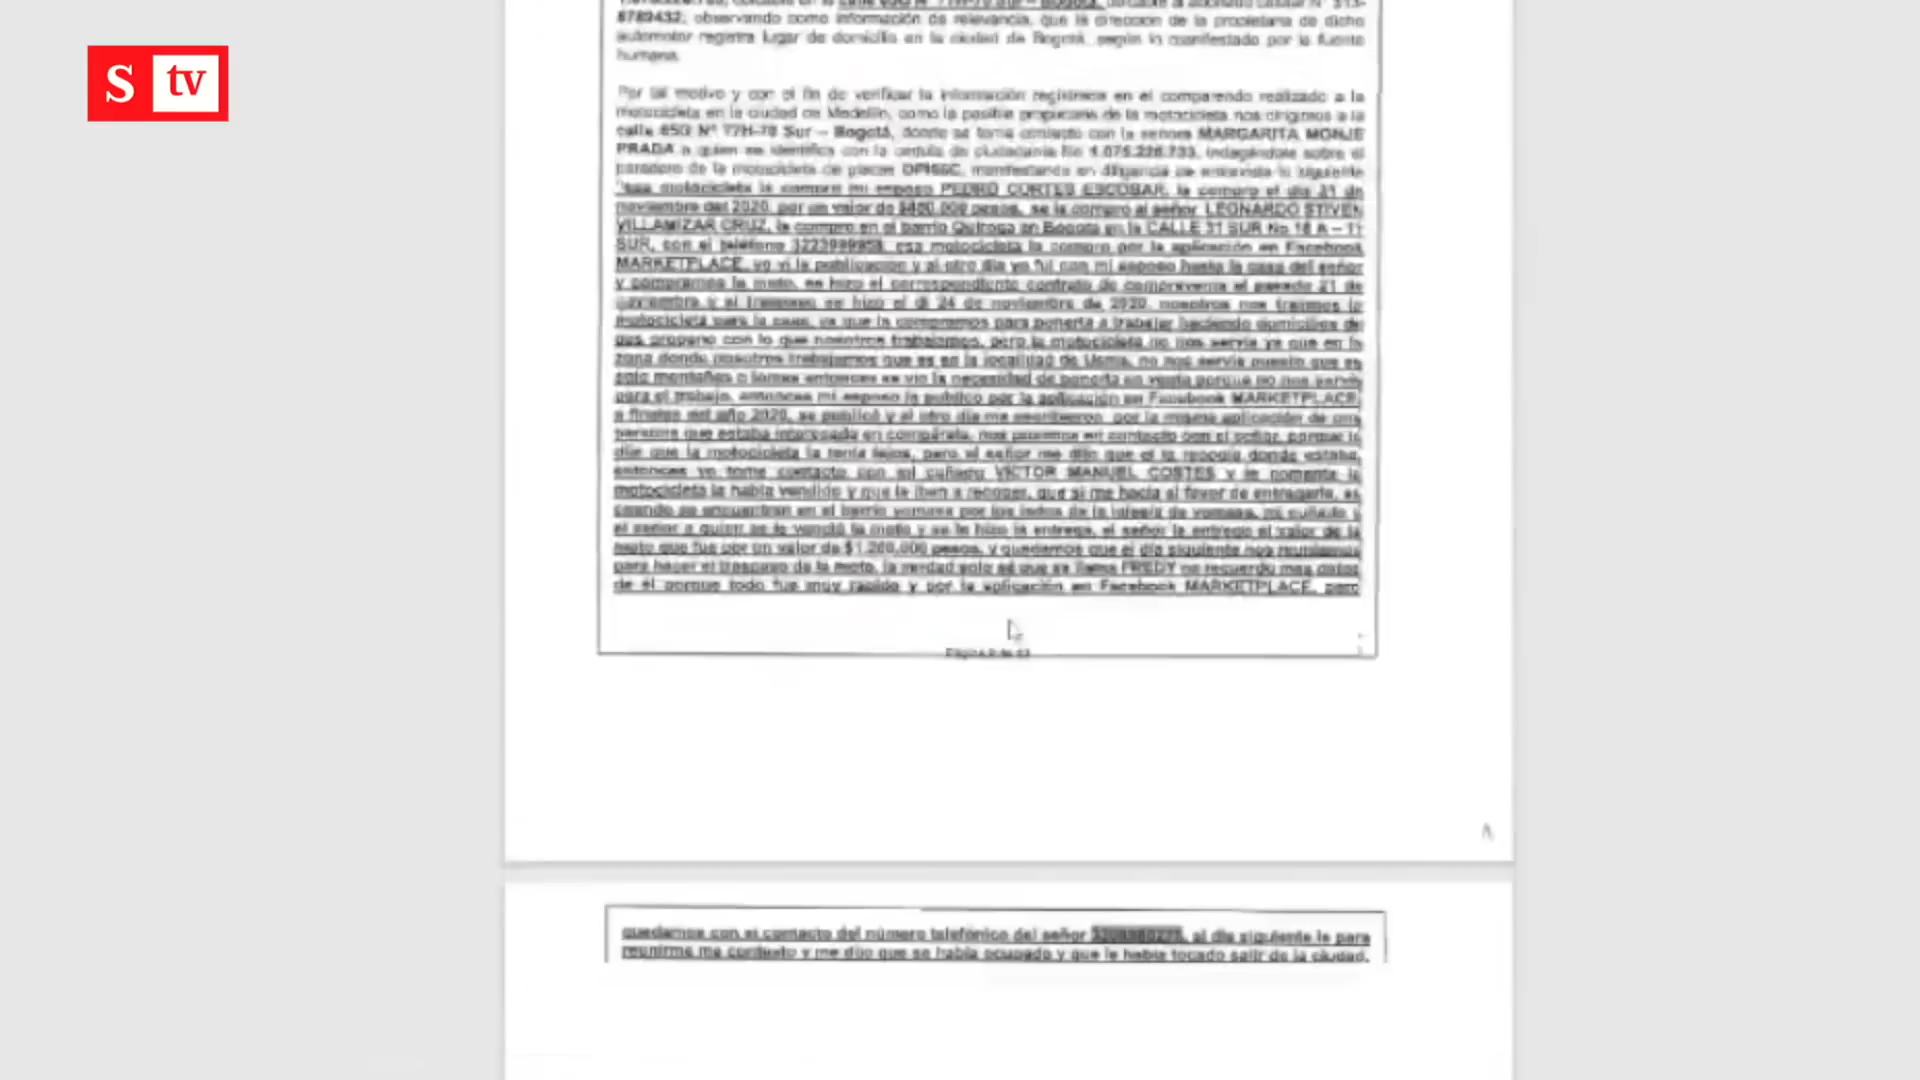 S tv
8782432, observando como información de relevancia, que la dirección de la propietaria de dicho
automotor registra lugar de domicilio en la ciudad de Bogotá, según lo manifestado por la fuente
humana.
Por tal motivo y con el fin de verificar la información registrada en el comparendo realizado a la
motocicleta en la ciudad de Medellín, como la posible propietaria de la motocicleta nos dirigimos a la
calle 65G N° 77H-70 Sur – Bogotá, donde se toma contacto con la señora MARGARITA MONJE
PRADA a quien se identifica con la cedula de ciudadanía No 1.075.226.733, indagándole sobre el
paradero de la motocicleta de placas manifestando en diligencia de entrevista lo siguiente
"esa motocicleta la compro mi esposo PEDRO CORTES ESCOBAR, la compro el día 21 de
noviembre del 2020, por un valor de $400.000 pesos, se la compro al señor LEONARDO STIVEN
VILLAMIZAR CRUZ, la compro en el barrio Quiroga en Bogota en la CALLE 31 SUR No 16 A – 11
SUR, con el teléfono esa motocicleta la compro por la aplicación en Facebook
MARKETPLACE, yo vi la publicación y al otro día yo fui con mi esposo hasta la casa del señor
y compramos la moto, se hizo el correspondiente contrato de compraventa el pasado 21 de
noviembre y el traspaso se hizo el di 24 de noviembre de 2020, nosotros nos trajimos la
motocicleta para la casa, ya que la compramos para ponerla a trabajar haciendo domicilios de
gas propano con lo que nosotros trabajamos, pero la motocicleta no nos servía ya que en la
zona donde nosotros trabajamos que es en la localidad de Usme, no nos servía puesto que es
solo montañas o lomas entonces se vio la necesidad de ponerla en venta porque no nos servía
para el trabajo, entonces mi esposo la publico por la aplicación en Facebook MARKETPLACE,
a finales del año 2020, se publicó y al otro día me escribieron por la misma aplicación de una
persona que estaba interesada en comprarla, nos pusimos en contacto con el señor, porque le
dije que la motocicleta la tenía lejos, pero el señor me dijo que él la recogía donde estaba,
entonces yo tome contacto con mi cuñado VICTOR MANUEL COSTES y le comente la
motocicleta la había vendido y que la iban a recoger, que si me hacía el favor de entregarla, es
cuando se encuentran en el barrio yomasa por los lados de la iglesia de yomasa, mi cuñado y
el señor a quien se le vendió la moto y se le hizo la entrega, el señor le entrego el valor de la
moto que fue por un valor de $1.200.000 pesos, y quedamos que el día siguiente nos reuníamos
para hacer el traspaso de la moto, la verdad solo sé que se llama FREDY no recuerdo mas datos
de él porque todo fue muy rápido y por la aplicación en Facebook MARKETPLACE, pero
quedamos con el contacto del número telefónico del señor al día siguiente le para
reunirme me contesto y me dijo que se había ocupado y que le había tocado salir de la ciudad,